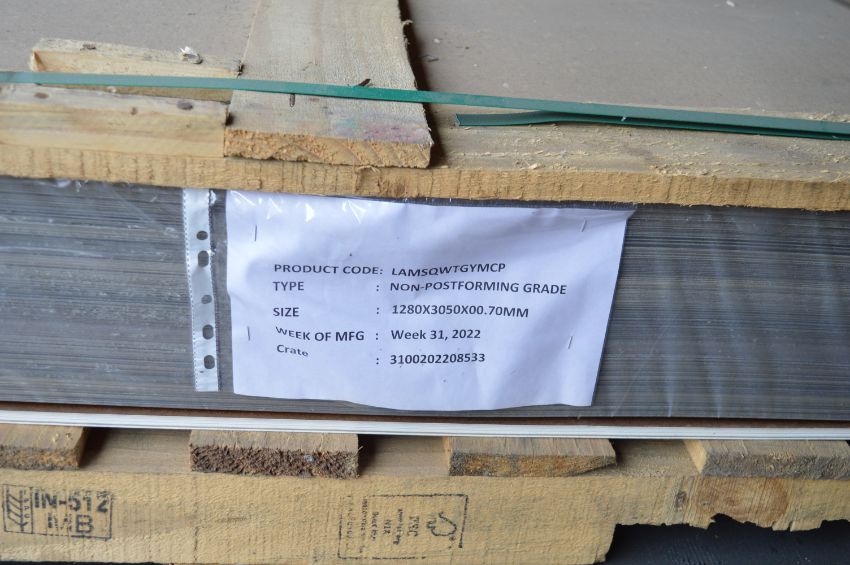 PRODUCT CODE: LAMSQWTGYMCP
TYPE : NON-POSTFORMING GRADE
SIZE : 1280X3050X00.70MM
WEEK OF MFG : Week 31, 2022
Crate : 3100202208533
IN-512
MB